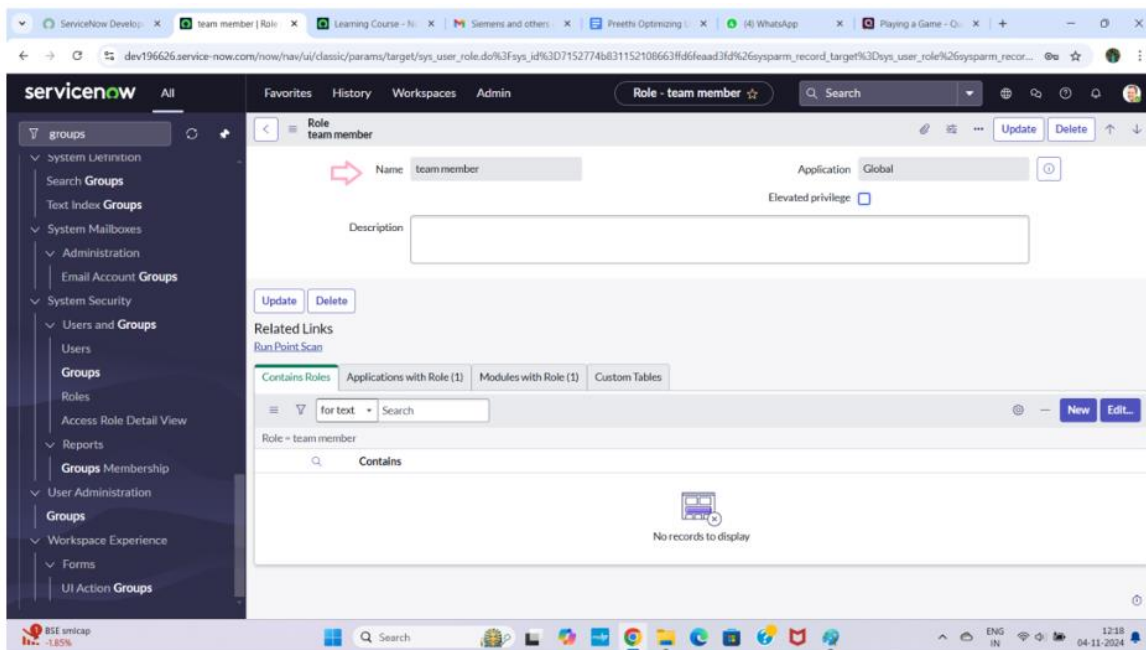 ServiceNow Develop
team member | Role
Learning Course - N
Siemens and others
Preethi Optimizing
(4) WhatsApp
Playing a Game - Q
dev196626.service-now.com/now/nav/ui/classic/params/target/sys_user_role.do%3Fsys_id%3D7152774b831152108663ffd6feaad3fd%26sysparm_record_target%3Dsys_user_role%26sysparm_recor...
servicenow All Favorites History Workspaces Admin Role - team member Search
groups
System Definition
Search Groups
Text Index Groups
System Mailboxes
Administration
Email Account Groups
System Security
Users and Groups
Users
Groups
Roles
Access Role Detail View
Reports
Groups Membership
User Administration
Groups
Workspace Experience
Forms
UI Action Groups
Role
team member
Update Delete
Name team member Application Global
Elevated privilege
Description
Update Delete
Related Links
Run Point Scan
Contains Roles Applications with Role (1) Modules with Role (1) Custom Tables
for text Search New Edit...
Role = team member
Contains
No records to display
BSE smlcap
-1.85%
Search
ENG
IN
12:18
04-11-2024